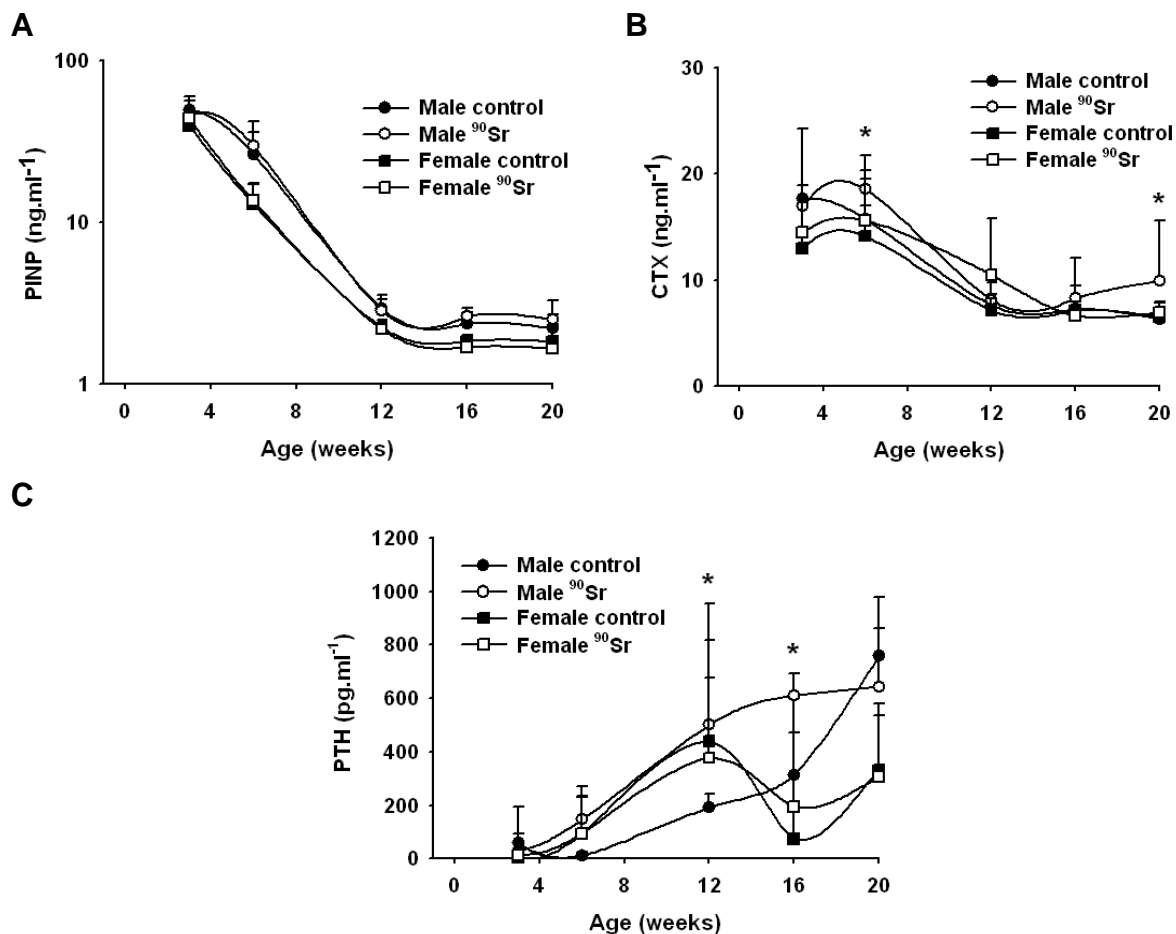 A
PINP (ng.ml⁻¹)
100
10
1
0 4 8 12 16 20
Age (weeks)
Male control
Male ⁹⁰Sr
Female control
Female ⁹⁰Sr
B
CTX (ng.ml⁻¹)
30
20
10
0
0 4 8 12 16 20
Age (weeks)
Male control
Male ⁹⁰Sr
Female control
Female ⁹⁰Sr
*
*
C
PTH (pg.ml⁻¹)
1200
1000
800
600
400
200
0
0 4 8 12 16 20
Age (weeks)
Male control
Male ⁹⁰Sr
Female control
Female ⁹⁰Sr
*
*